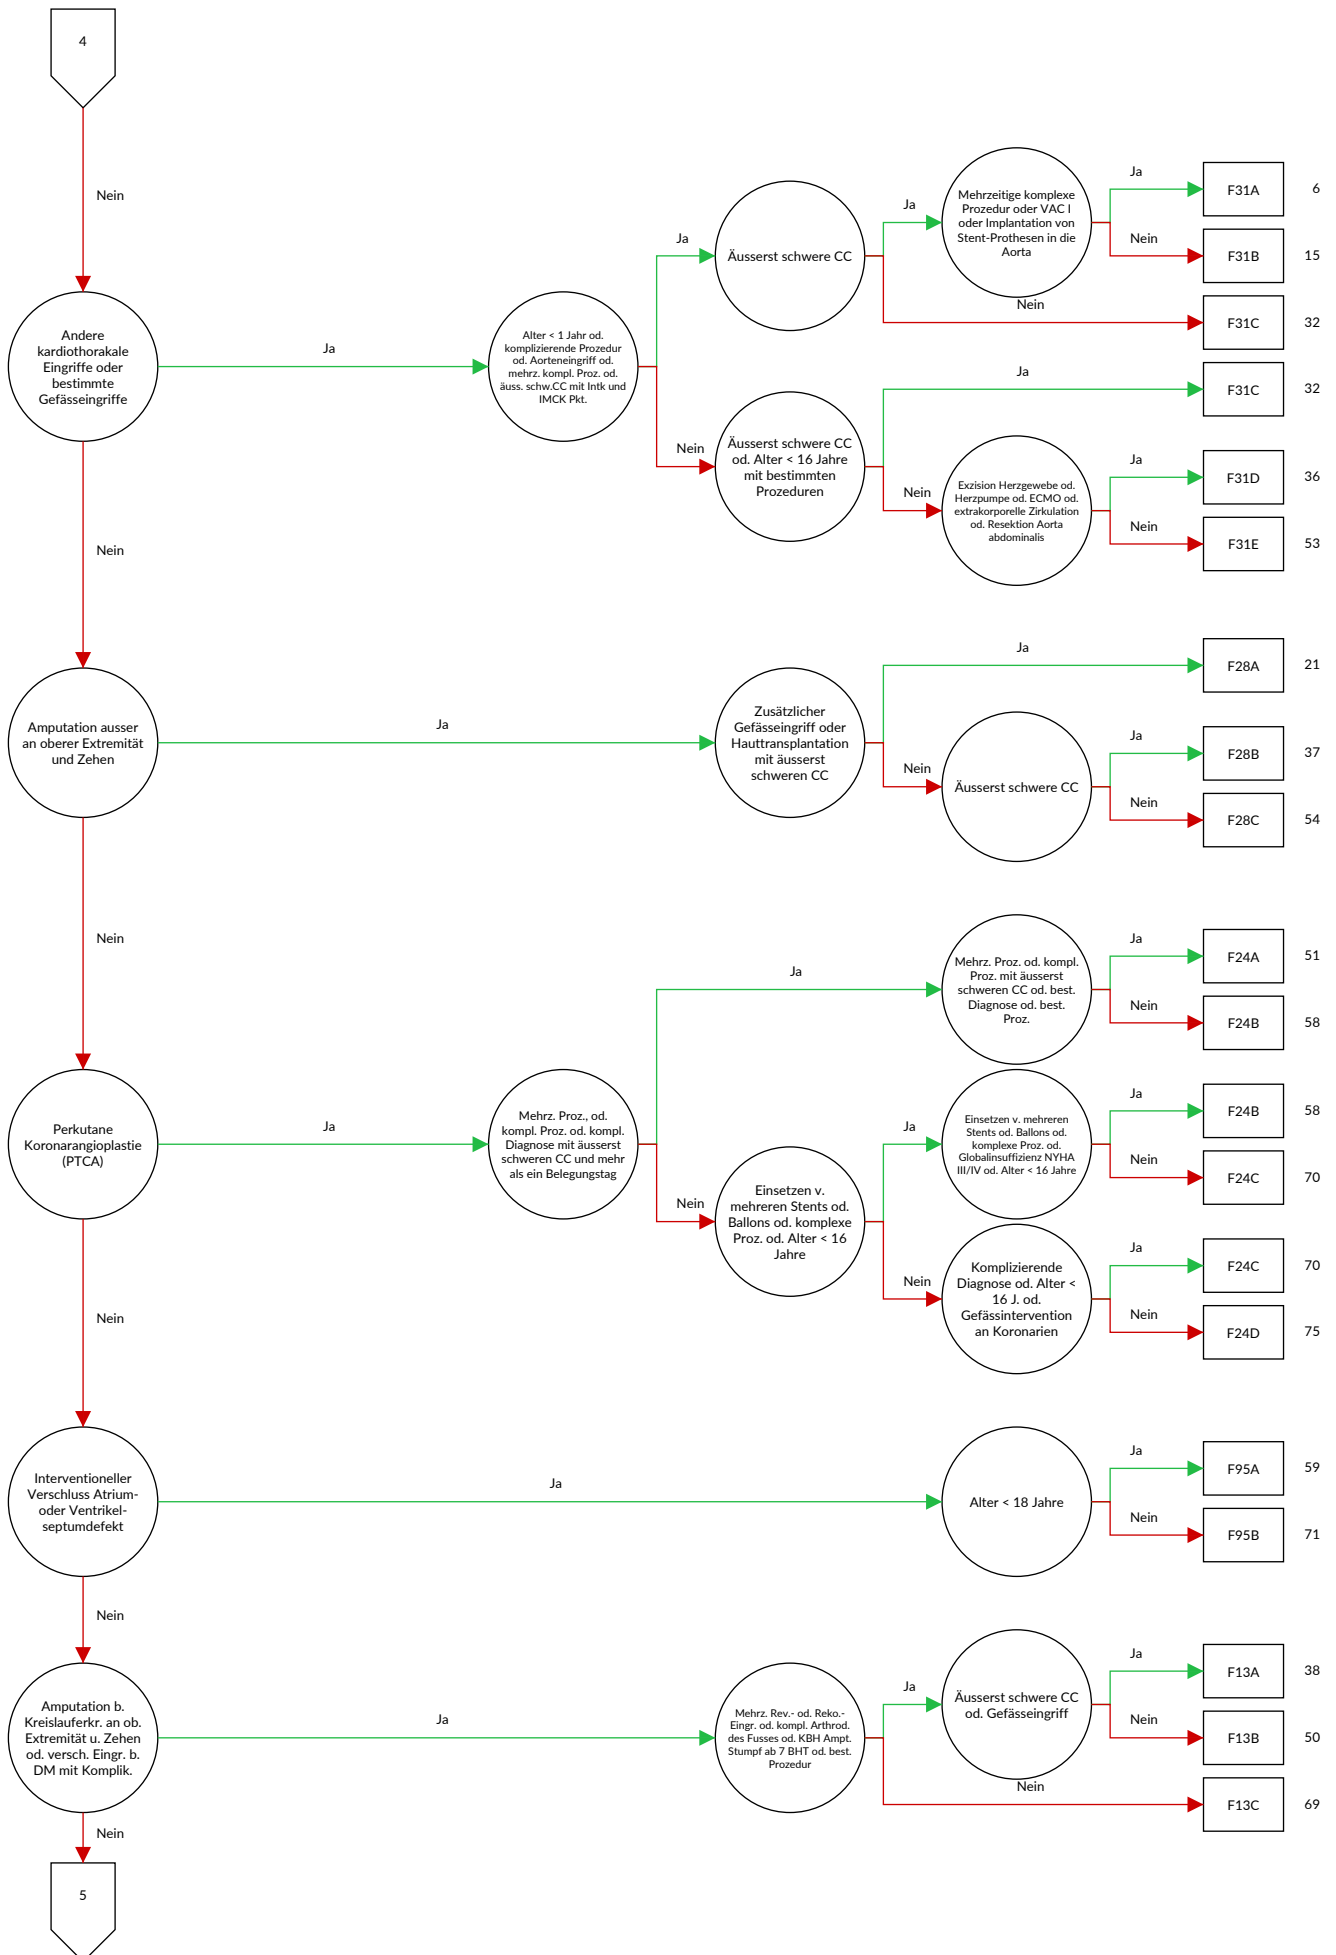 4
Nein
Andere
kardiothorakale
Eingriffe oder
bestimmte
Gefässeingriffe
Ja
Alter < 1 Jahr od.
komplizierende Prozedur
od. Aorteneingriff od.
mehrz. kompl. Proz. od.
äuss. schw.CC mit Intk und
IMCK Pkt.
Ja
Äusserst schwere CC
Ja
Mehrzeitige komplexe
Prozedur oder VAC I
oder Implantation von
Stent-Prothesen in die
Aorta
Ja
F31A 6
Nein
F31B 15
Nein
F31C 32
Nein
Äusserst schwere CC
od. Alter < 16 Jahre
mit bestimmten
Prozeduren
Ja
F31C 32
Nein
Exzision Herzgewebe od.
Herzpumpe od. ECMO od.
extrakorporelle Zirkulation
od. Resektion Aorta
abdominalis
Ja
F31D 36
Nein
F31E 53
Nein
Amputation ausser
an oberer Extremität
und Zehen
Ja
Zusätzlicher
Gefässeingriff oder
Hauttransplantation
mit äusserst
schweren CC
Ja
F28A 21
Nein
Äusserst schwere CC
Ja
F28B 37
Nein
F28C 54
Nein
Perkutane
Koronarangioplastie
(PTCA)
Ja
Mehrz. Proz., od.
kompl. Proz. od. kompl.
Diagnose mit äusserst
schweren CC und mehr
als ein Belegungstag
Ja
Mehrz. Proz. od. kompl.
Proz. mit äusserst
schweren CC od. best.
Diagnose od. best.
Proz.
Ja
F24A 51
Nein
F24B 58
Nein
Einsetzen v.
mehreren Stents od.
Ballons od. komplexe
Proz. od. Alter < 16
Jahre
Ja
Einsetzen v. mehreren
Stents od. Ballons od.
komplexe Proz. od.
Globalinsuffizienz NYHA
III/IV od. Alter < 16 Jahre
Ja
F24B 58
Nein
F24C 70
Nein
Komplizierende
Diagnose od. Alter <
16 J. od.
Gefässintervention
an Koronarien
Ja
F24C 70
Nein
F24D 75
Nein
Interventioneller
Verschluss Atrium-
oder Ventrikel-
septumdefekt
Ja
Alter < 18 Jahre
Ja
F95A 59
Nein
F95B 71
Nein
Amputation b.
Kreislauferkr. an ob.
Extremität u. Zehen
od. versch. Eingr. b.
DM mit Komplik.
Ja
Mehrz. Rev.- od. Reko.-
Eingr. od. kompl. Arthrod.
des Fusses od. KBH Ampt.
Stumpf ab 7 BHT od. best.
Prozedur
Ja
Äusserst schwere CC
od. Gefässeingriff
Ja
F13A 38
Nein
F13B 50
Nein
F13C 69
Nein
5